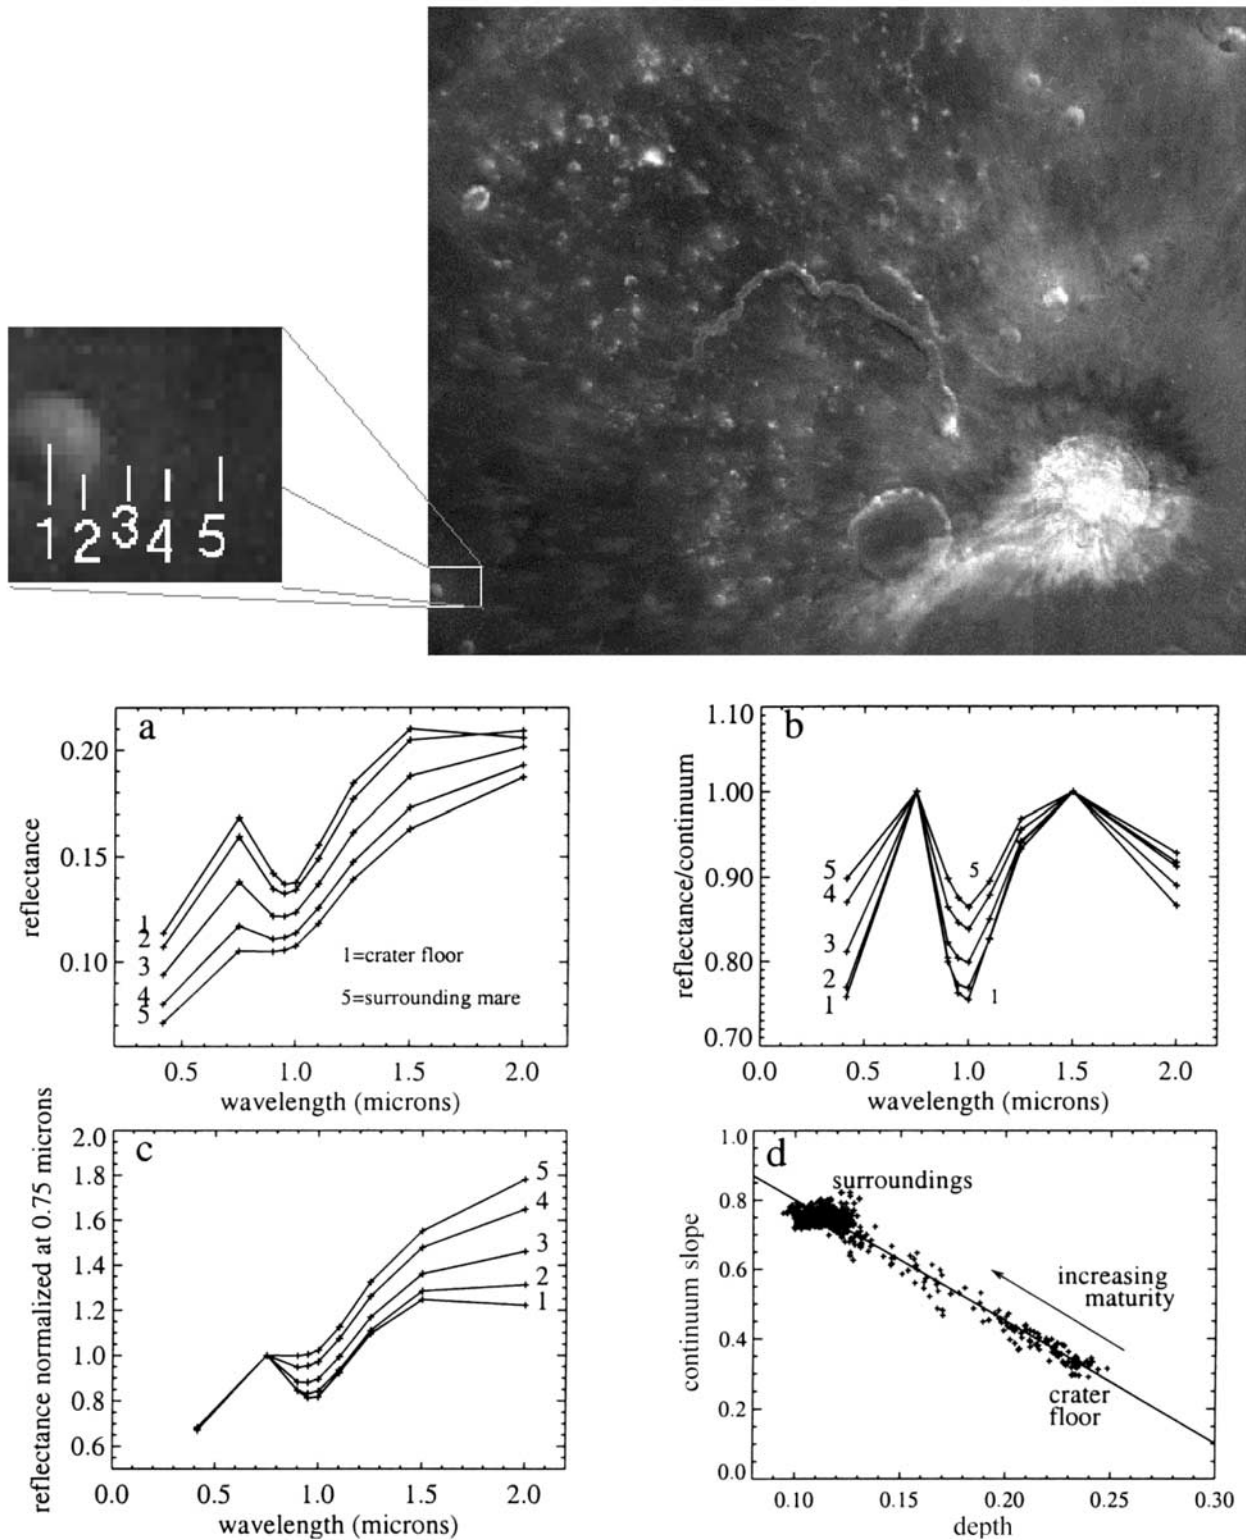 1 2 3 4 5
a
0.20
0.15
0.10
reflectance
1
2
3
4
5
1=crater floor
5=surrounding mare
0.5 1.0 1.5 2.0
wavelength (microns)
b
1.10
1.00
0.90
0.80
0.70
reflectance/continuum
5
4
3
2
1
5
1
0.0 0.5 1.0 1.5 2.0
wavelength (microns)
c
2.0
1.8
1.6
1.4
1.2
1.0
0.8
0.6
reflectance normalized at 0.75 microns
5
4
3
2
1
0.0 0.5 1.0 1.5 2.0
wavelength (microns)
d
1.0
0.8
0.6
0.4
0.2
0.0
continuum slope
surroundings
increasing
maturity
crater
floor
0.10 0.15 0.20 0.25 0.30
depth